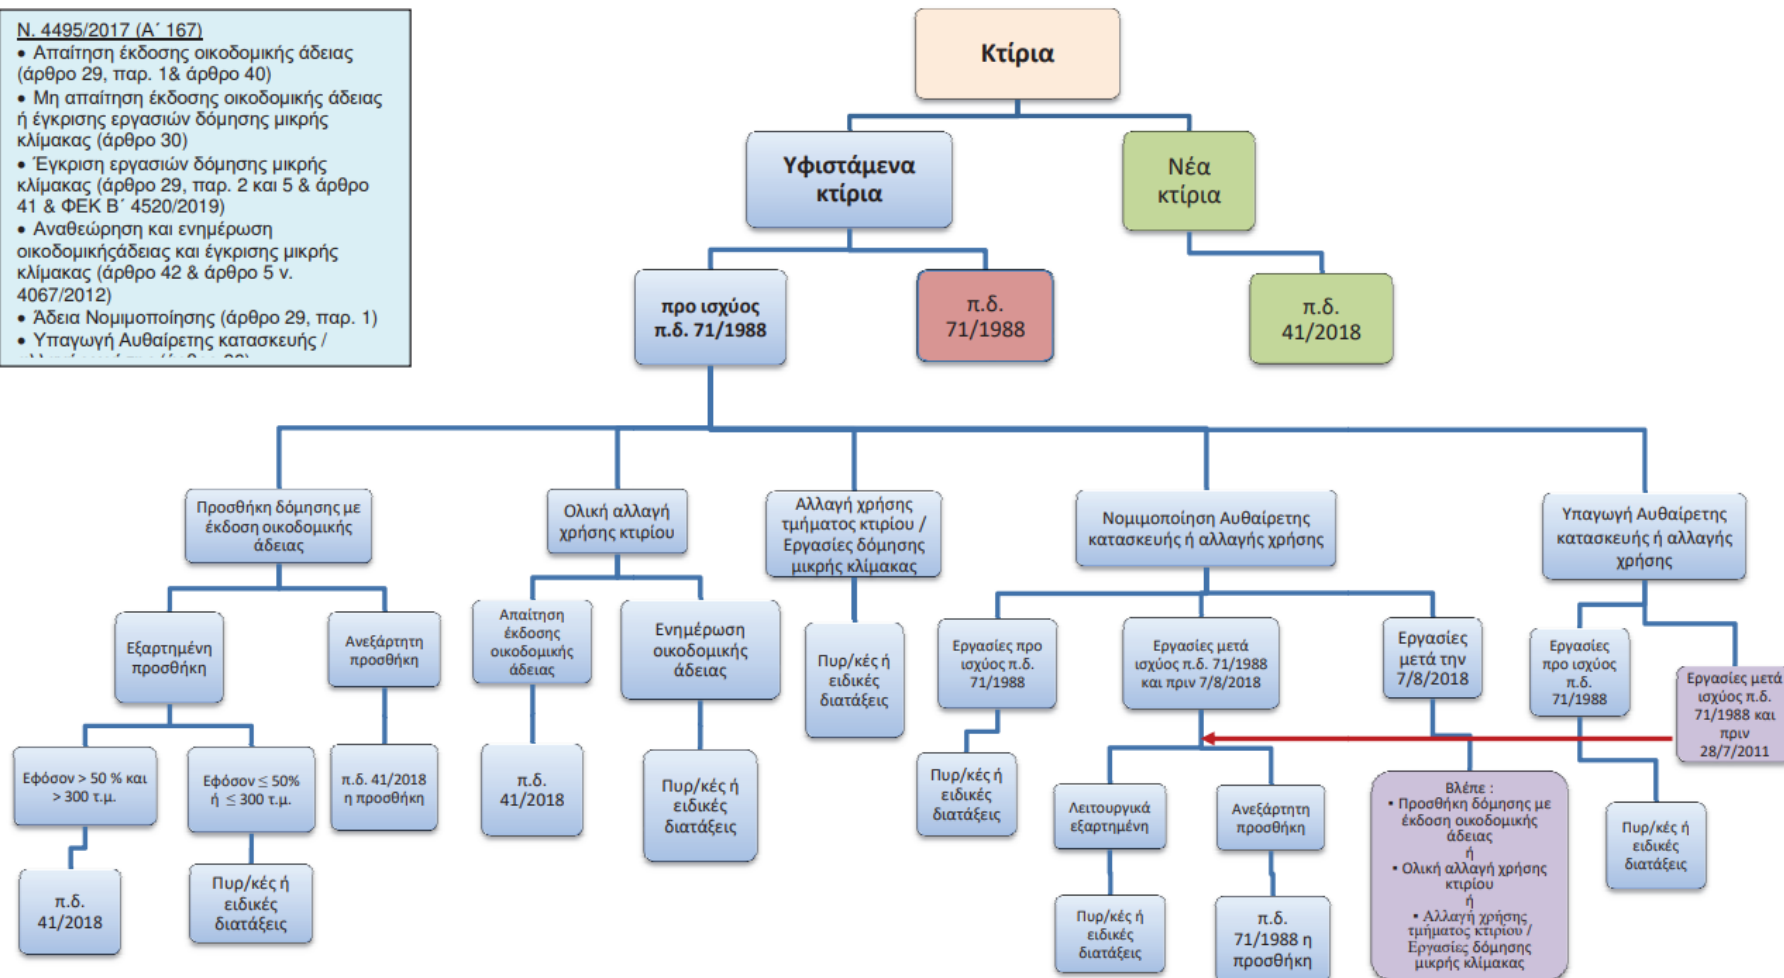 Ν. 4495/2017 (Α΄ 167)
• Απαίτηση έκδοσης οικοδομικής άδειας
(άρθρο 29, παρ. 1& άρθρο 40)
• Μη απαίτηση έκδοσης οικοδομικής άδειας
ή έγκρισης εργασιών δόμησης μικρής
κλίμακας (άρθρο 30)
• Έγκριση εργασιών δόμησης μικρής
κλίμακας (άρθρο 29, παρ. 2 και 5 & άρθρο
41 & ΦΕΚ Β΄ 4520/2019)
• Αναθεώρηση και ενημέρωση
οικοδομικήςάδειας και έγκρισης μικρής
κλίμακας (άρθρο 42 & άρθρο 5 ν.
4067/2012)
• Άδεια Νομιμοποίησης (άρθρο 29, παρ. 1)
• Υπαγωγή Αυθαίρετης κατασκευής /
Κτίρια
Υφιστάμενα
κτίρια
Νέα
κτίρια
προ ισχύος
π.δ. 71/1988
π.δ.
71/1988
π.δ.
41/2018
Προσθήκη δόμησης με
έκδοση οικοδομικής
άδειας
Ολική αλλαγή
χρήσης κτιρίου
Αλλαγή χρήσης
τμήματος κτιρίου /
Εργασίες δόμησης
μικρής κλίμακας
Νομιμοποίηση Αυθαίρετης
κατασκευής ή αλλαγής χρήσης
Υπαγωγή Αυθαίρετης
κατασκευής ή αλλαγής
χρήσης
Εξαρτημένη
προσθήκη
Ανεξάρτητη
προσθήκη
Απαίτηση
έκδοσης
οικοδομικής
άδειας
Ενημέρωση
οικοδομικής
άδειας
Πυρ/κές ή
ειδικές
διατάξεις
Εργασίες προ
ισχύος π.δ.
71/1988
Εργασίες μετά
ισχύος π.δ. 71/1988
και πριν 7/8/2018
Εργασίες
μετά την
7/8/2018
Εργασίες
προ ισχύος
π.δ.
71/1988
Εργασίες μετά
ισχύος π.δ.
71/1988 και
πριν
28/7/2011
Εφόσον > 50 % και
> 300 τ.μ.
Εφόσον ≤ 50%
ή ≤ 300 τ.μ.
π.δ. 41/2018
η προσθήκη
π.δ.
41/2018
Πυρ/κές ή
ειδικές
διατάξεις
Πυρ/κές ή
ειδικές
διατάξεις
Λειτουργικά
εξαρτημένη
Ανεξάρτητη
προσθήκη
Βλέπε :
• Προσθήκη δόμησης με
έκδοση οικοδομικής
άδειας
ή
• Ολική αλλαγή χρήσης
κτιρίου
ή
• Αλλαγή χρήσης
τμήματος κτιρίου /
Εργασίες δόμησης
μικρής κλίμακας
Πυρ/κές ή
ειδικές
διατάξεις
π.δ.
41/2018
Πυρ/κές ή
ειδικές
διατάξεις
Πυρ/κές ή
ειδικές
διατάξεις
π.δ.
71/1988 η
προσθήκη